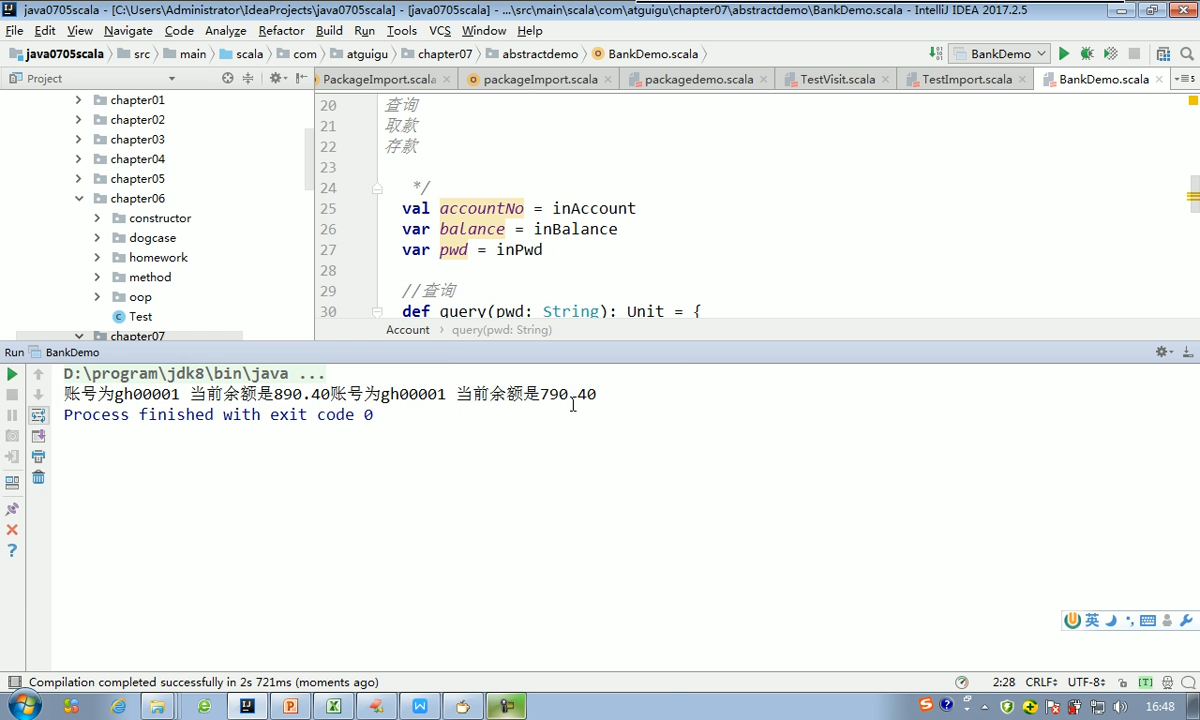 java0705scala - [C:\Users\Administrator\IdeaProjects\java0705scala] - [java0705scala] - ...\src\main\scala\com\atguigu\chapter07\abstractdemo\BankDemo.scala - IntelliJ IDEA 2017.2.5
File Edit View Navigate Code Analyze Refactor Build Run Tools VCS Window Help
java0705scala src main scala com atguigu chapter07 abstractdemo BankDemo.scala BankDemo
Project PackageImport.scala packageImport.scala packagedemo.scala TestVisit.scala TestImport.scala BankDemo.scala
chapter01
chapter02
chapter03
chapter04
chapter05
chapter06
constructor
dogcase
homework
method
oop
Test
chapter07
20 查询
21 取款
22 存款
23
24 */
25 val accountNo = inAccount
26 var balance = inBalance
27 var pwd = inPwd
28
29 //查询
30 def query(pwd: String): Unit = {
Account query(pwd: String)
Run BankDemo
D:\program\jdk8\bin\java ...
账号为gh00001 当前余额是890.40账号为gh00001 当前余额是790.40
Process finished with exit code 0
英
Compilation completed successfully in 2s 721ms (moments ago) 2:28 CRLF UTF-8 [T]
16:48